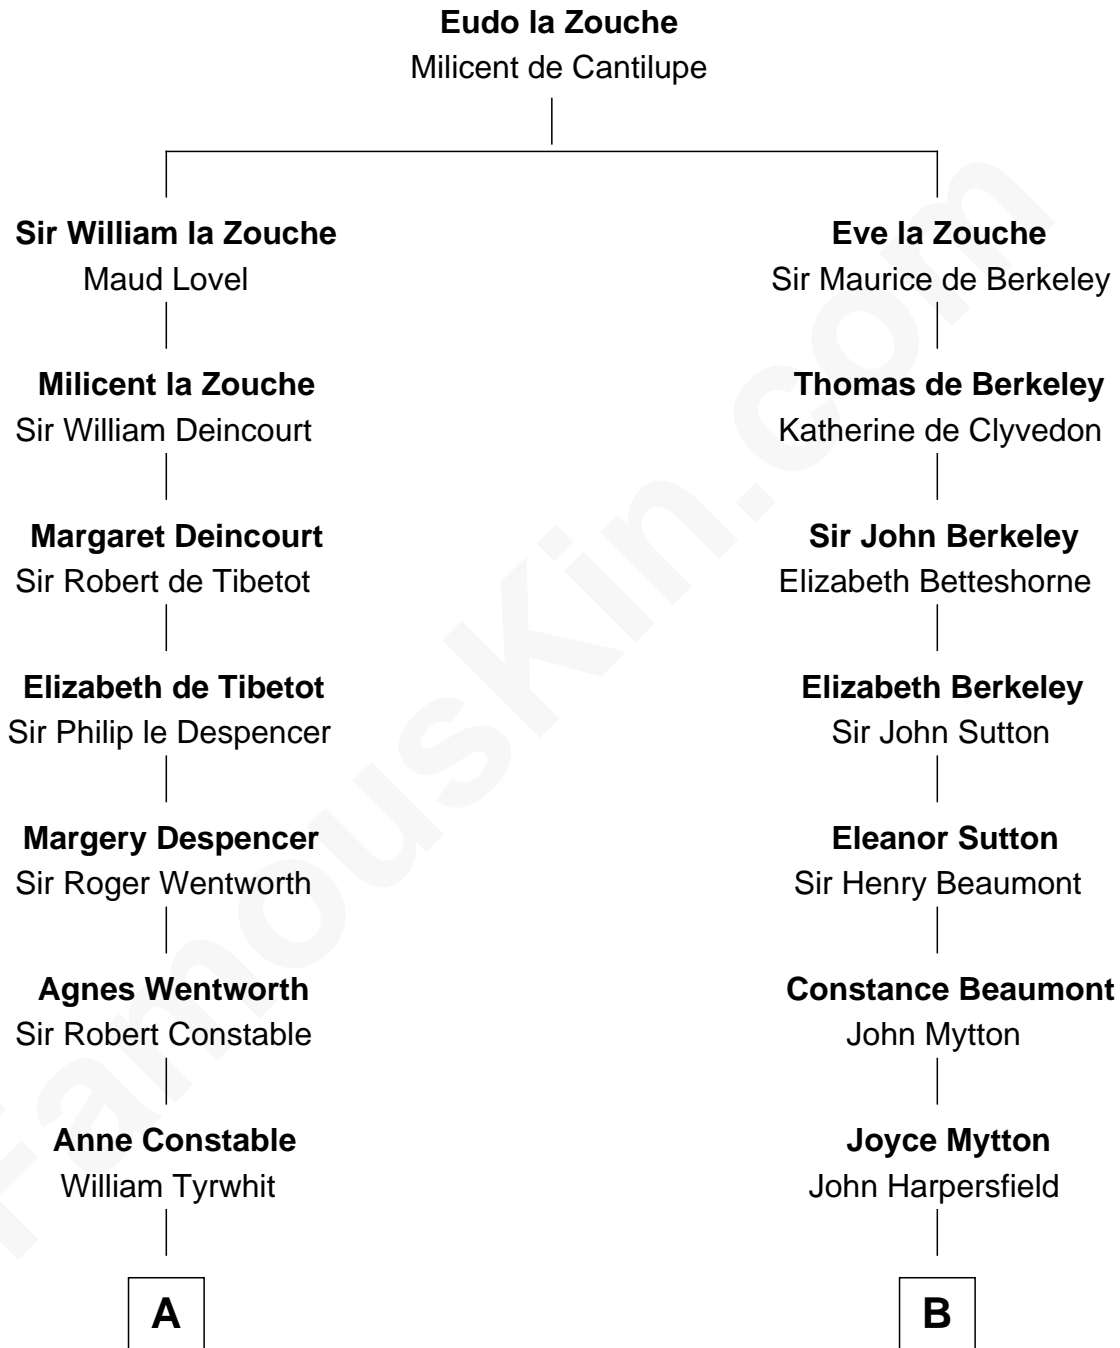 Eudo la Zouche
Milicent de Cantilupe
Sir William la Zouche
Maud Lovel
Eve la Zouche
Sir Maurice de Berkeley
Milicent la Zouche
Sir William Deincourt
Thomas de Berkeley
Katherine de Clyvedon
Margaret Deincourt
Sir Robert de Tibetot
Sir John Berkeley
Elizabeth Betteshorne
Elizabeth de Tibetot
Sir Philip le Despencer
Elizabeth Berkeley
Sir John Sutton
Margery Despencer
Sir Roger Wentworth
Eleanor Sutton
Sir Henry Beaumont
Agnes Wentworth
Sir Robert Constable
Constance Beaumont
John Mytton
Anne Constable
William Tyrwhit
Joyce Mytton
John Harpersfield
A
B
FamousKin.com